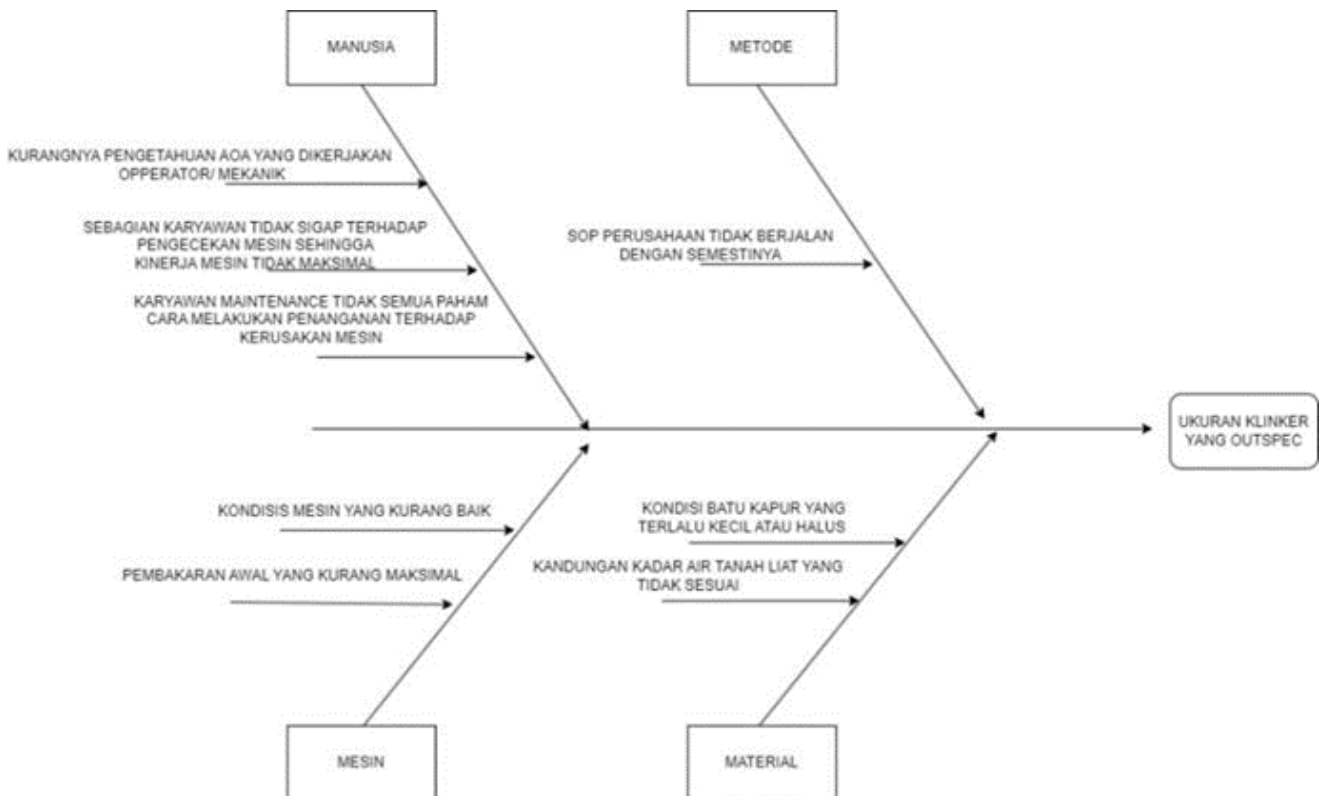 MANUSIA
METODE
KURANGNYA PENGETAHUAN AOA YANG DIKERJAKAN
OPPERATOR/ MEKANIK
SEBAGIAN KARYAWAN TIDAK SIGAP TERHADAP
PENGECEKAN MESIN SEHINGGA
KINERJA MESIN TIDAK MAKSIMAL
KARYAWAN MAINTENANCE TIDAK SEMUA PAHAM
CARA MELAKUKAN PENANGANAN TERHADAP
KERUSAKAN MESIN
SOP PERUSAHAAN TIDAK BERJALAN
DENGAN SEMESTINYA
UKURAN KLINKER
YANG OUTSPEC
KONDISIS MESIN YANG KURANG BAIK
PEMBAKARAN AWAL YANG KURANG MAKSIMAL
KONDISI BATU KAPUR YANG
TERLALU KECIL ATAU HALUS
KANDUNGAN KADAR AIR TANAH LIAT YANG
TIDAK SESUAI
MESIN
MATERIAL